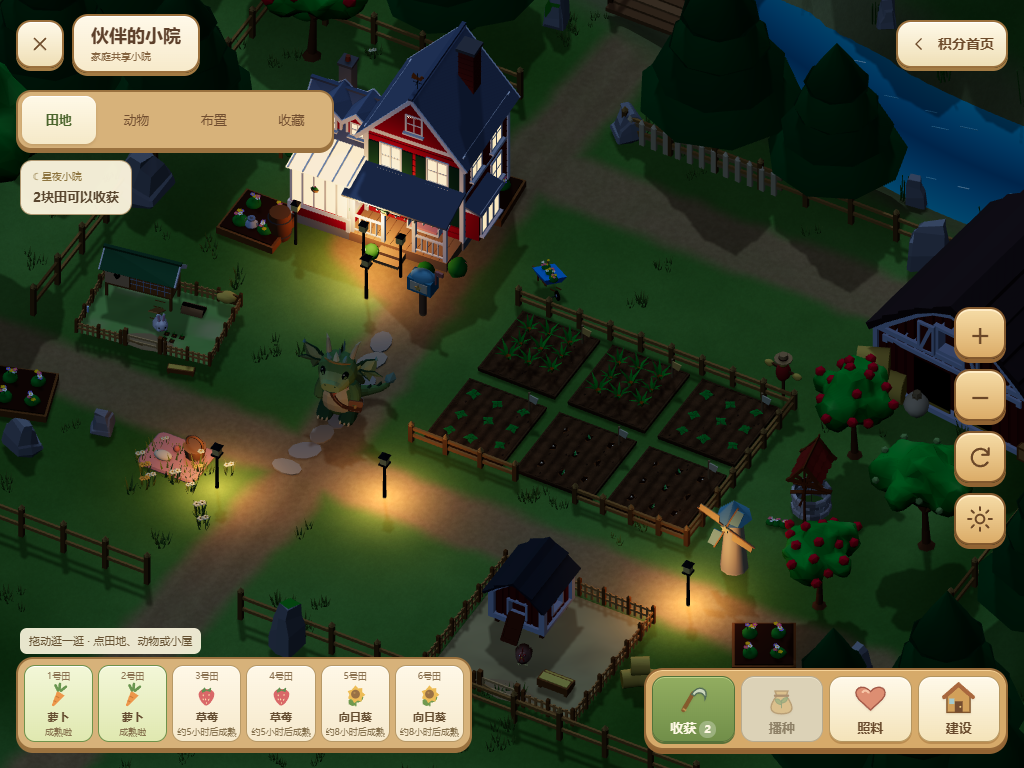 伙伴的小院
家庭共享小院
积分首页
田地
动物
布置
收藏
星夜小院
2块田可以收获
拖动逛一逛 · 点田地、动物或小屋
1号田
萝卜
成熟啦
2号田
萝卜
成熟啦
3号田
草莓
约5小时后成熟
4号田
草莓
约5小时后成熟
5号田
向日葵
约8小时后成熟
6号田
向日葵
约8小时后成熟
收获 2
播种
照料
建设